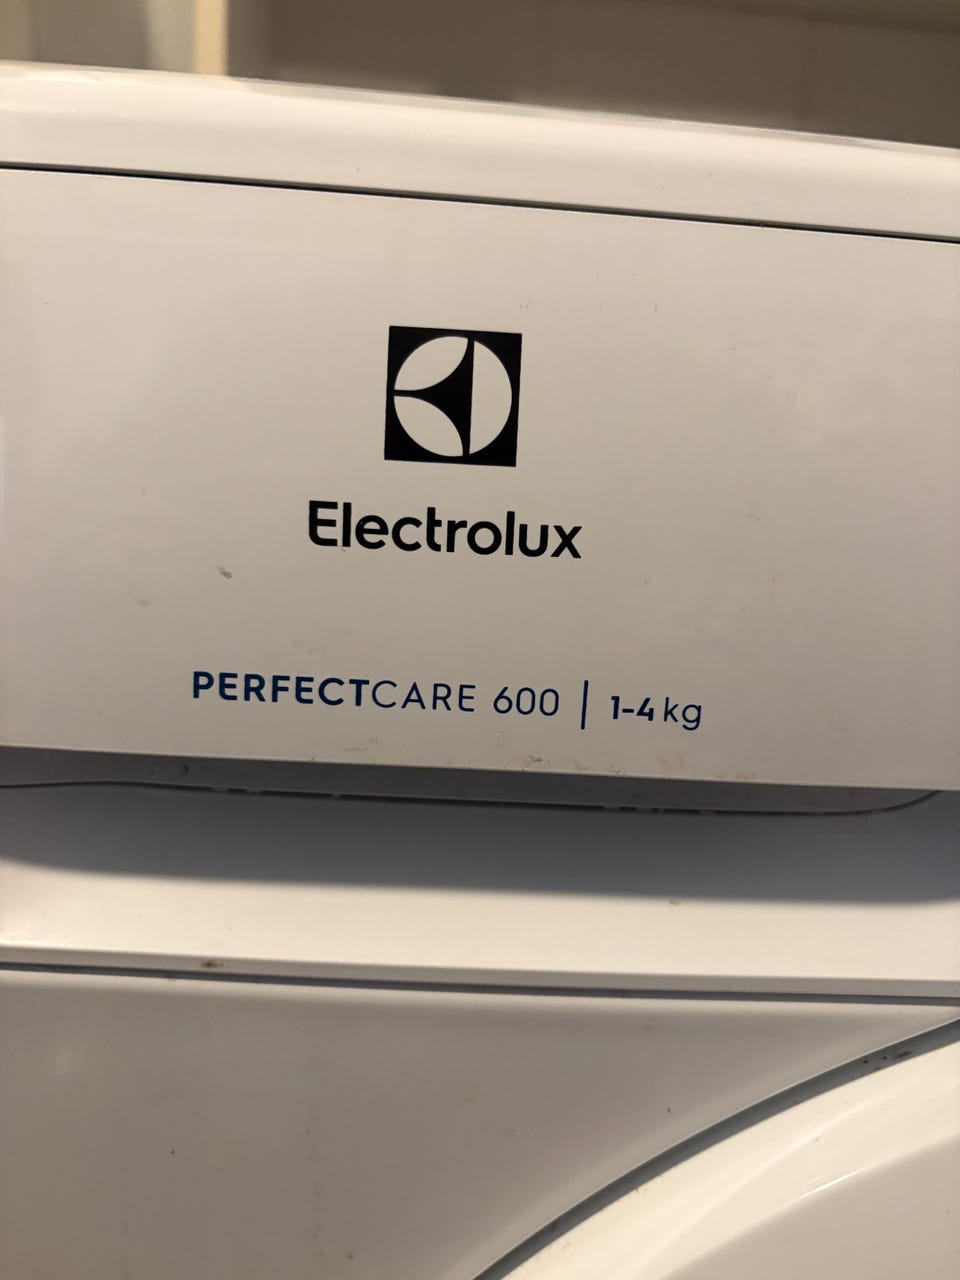 Electrolux
PERFECTCARE 600 | 1-4 kg